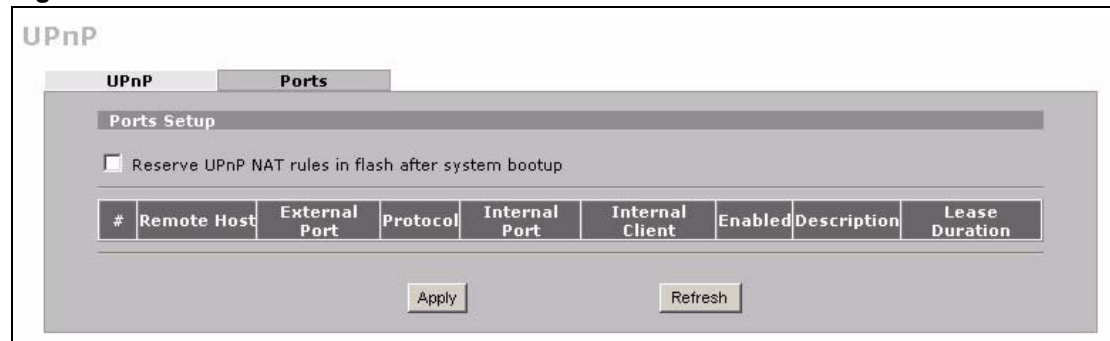 UPnP
UPnP Ports
Ports Setup
Reserve UPnP NAT rules in flash after system bootup
# Remote Host External Port Protocol Internal Port Internal Client Enabled Description Lease Duration
Apply Refresh